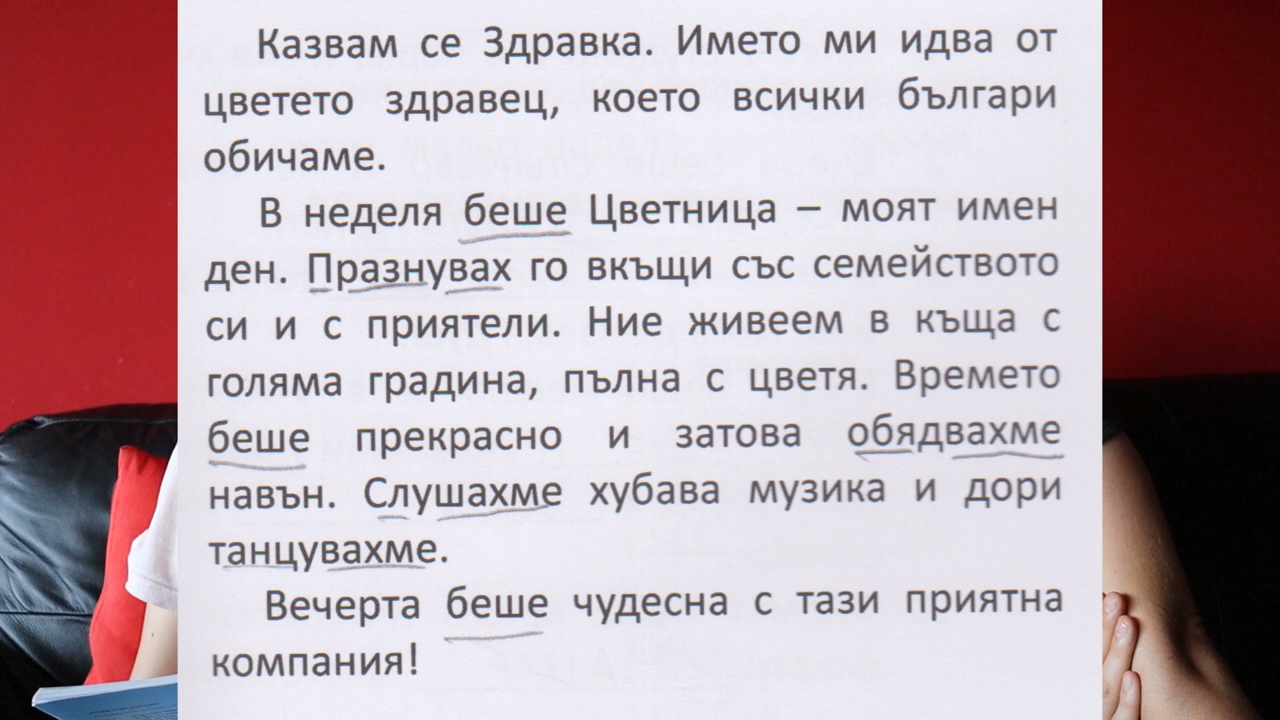 Казвам се Здравка. Името ми идва от
цветето здравец, което всички българи
обичаме.
В неделя беше Цветница – моят имен
ден. Празнувах го вкъщи със семейството
си и с приятели. Ние живеем в къща с
голяма градина, пълна с цветя. Времето
беше прекрасно и затова обядвахме
навън. Слушахме хубава музика и дори
танцувахме.
Вечерта беше чудесна с тази приятна
компания!